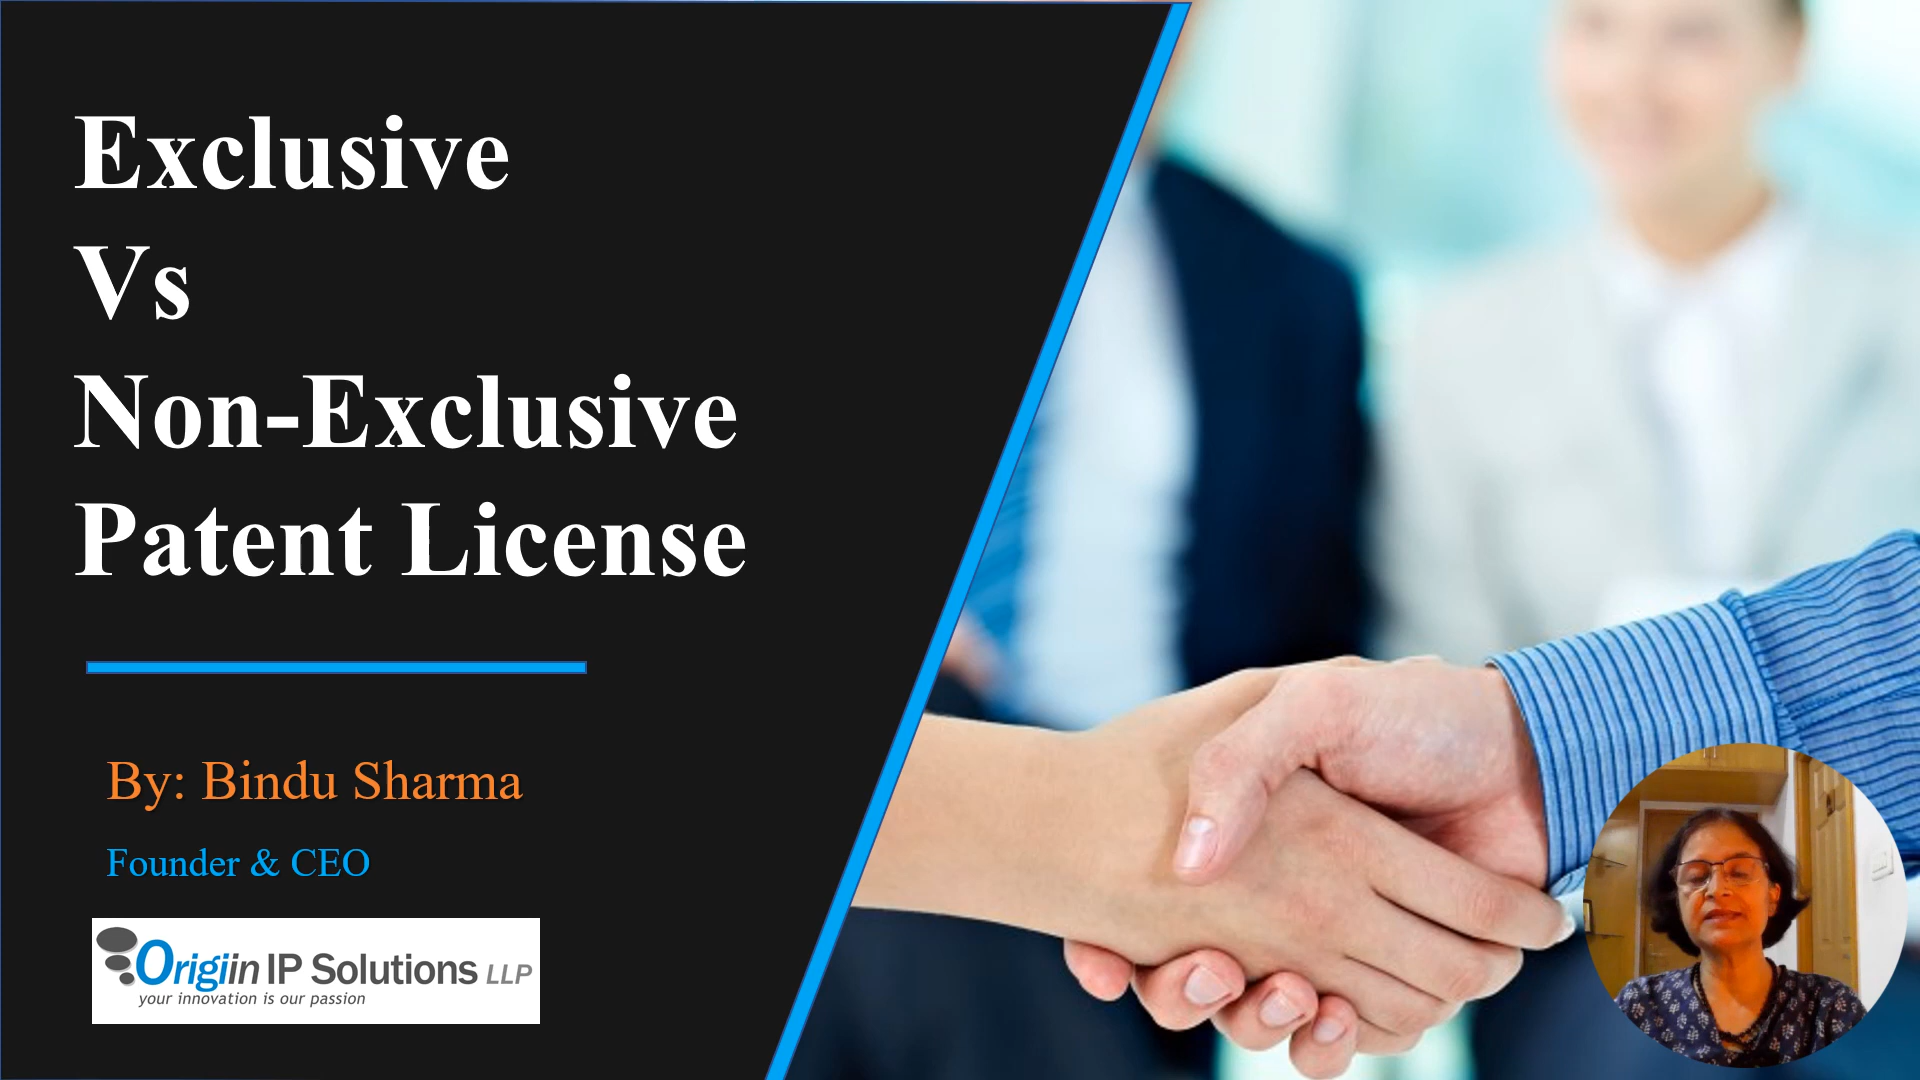 Exclusive
Vs
Non-Exclusive
Patent License
By: Bindu Sharma
Founder & CEO
Origiin IP Solutions LLP
your innovation is our passion